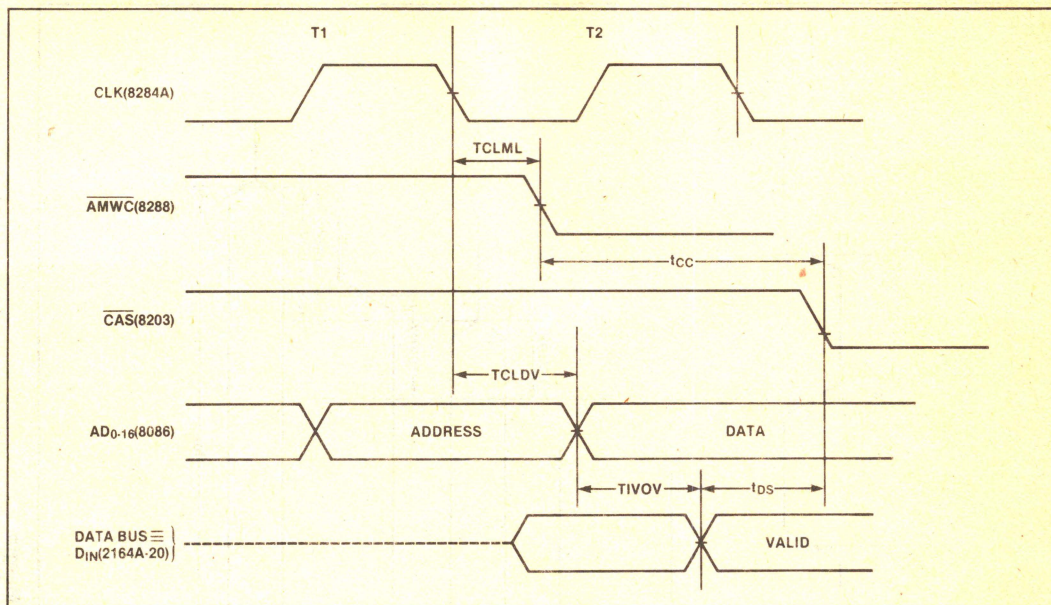 T1 T2
CLK(8284A)
TCLML
AMWC(8288)
tCC
CAS(8203)
TCLDV
AD0-16(8086) ADDRESS DATA
TIVOV tDS
DATA BUS ≡
DIN(2164A-20) VALID